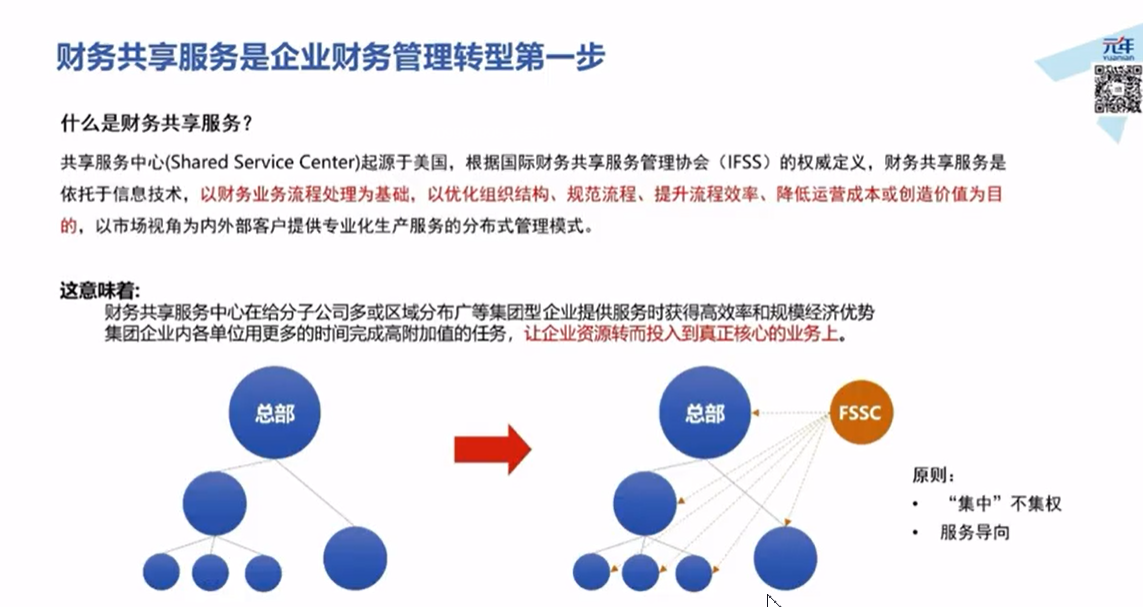 财务共享服务是企业财务管理转型第一步
元年
yuanian
什么是财务共享服务？
共享服务中心(Shared Service Center)起源于美国，根据国际财务共享服务管理协会（IFSS）的权威定义，财务共享服务是
依托于信息技术，以财务业务流程处理为基础，以优化组织结构、规范流程、提升流程效率、降低运营成本或创造价值为目
的，以市场视角为内外部客户提供专业化生产服务的分布式管理模式。
这意味着:
财务共享服务中心在给分子公司多或区域分布广等集团型企业提供服务时获得高效率和规模经济优势
集团企业内各单位用更多的时间完成高附加值的任务，让企业资源转而投入到真正核心的业务上。
总部
总部
FSSC
原则：
• “集中”不集权
• 服务导向